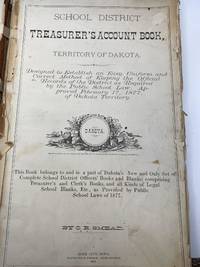 SCHOOL DISTRICT
TREASURER'S ACCOUNT BOOK,
TERRITORY OF DAKOTA.
Designed to Establish an Easy, Uniform and
Correct Method of Keeping the Official
Records of the District as Required
by the Public School Law, Ap-
proved February 17, 1877,
of Dakota Territory.
DAKOTA.
This Book belongs to and is a part of Dakota's New and Only Set of
Complete School District Officers' Books and Blanks; comprising
Treasurer's and Clerk's Books, and all Kinds of Legal
School Blanks, Etc., as Provided by Public
School Laws of 1877.
BY C. B. SMEAD.